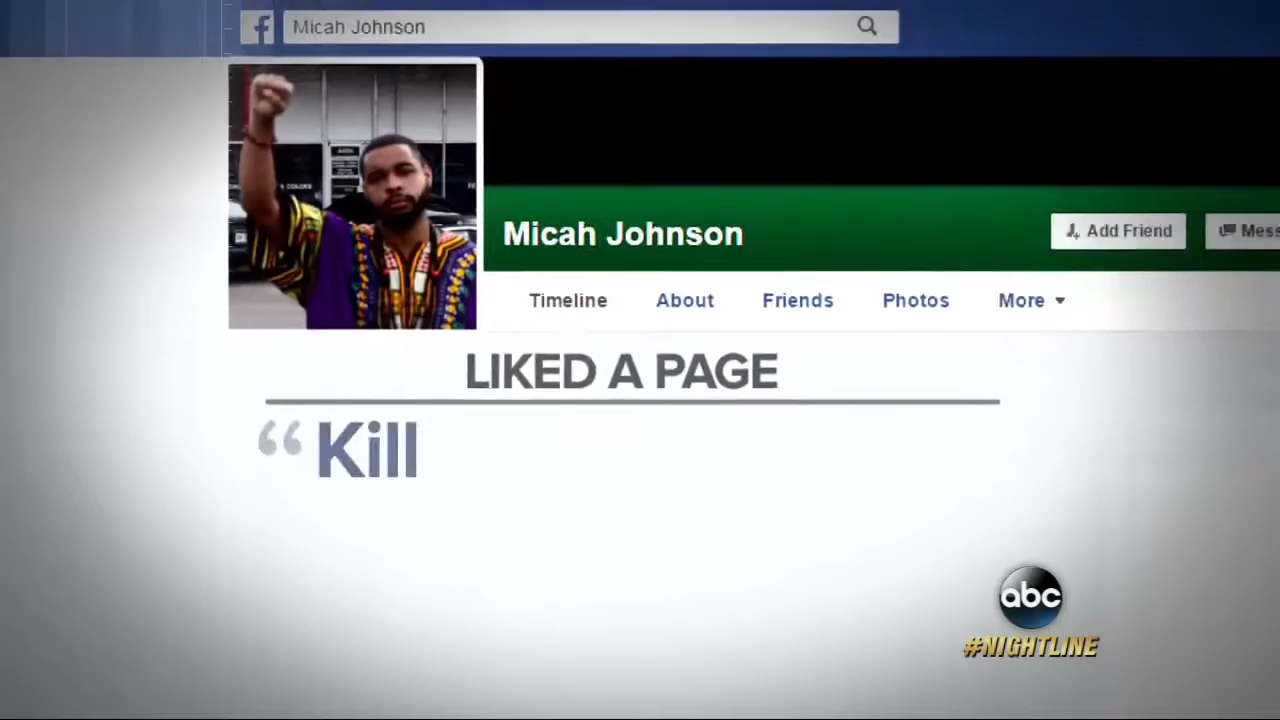 Micah Johnson
Micah Johnson
Add Friend
Mess
Timeline
About
Friends
Photos
More
LIKED A PAGE
“Kill
abc
#NIGHTLINE